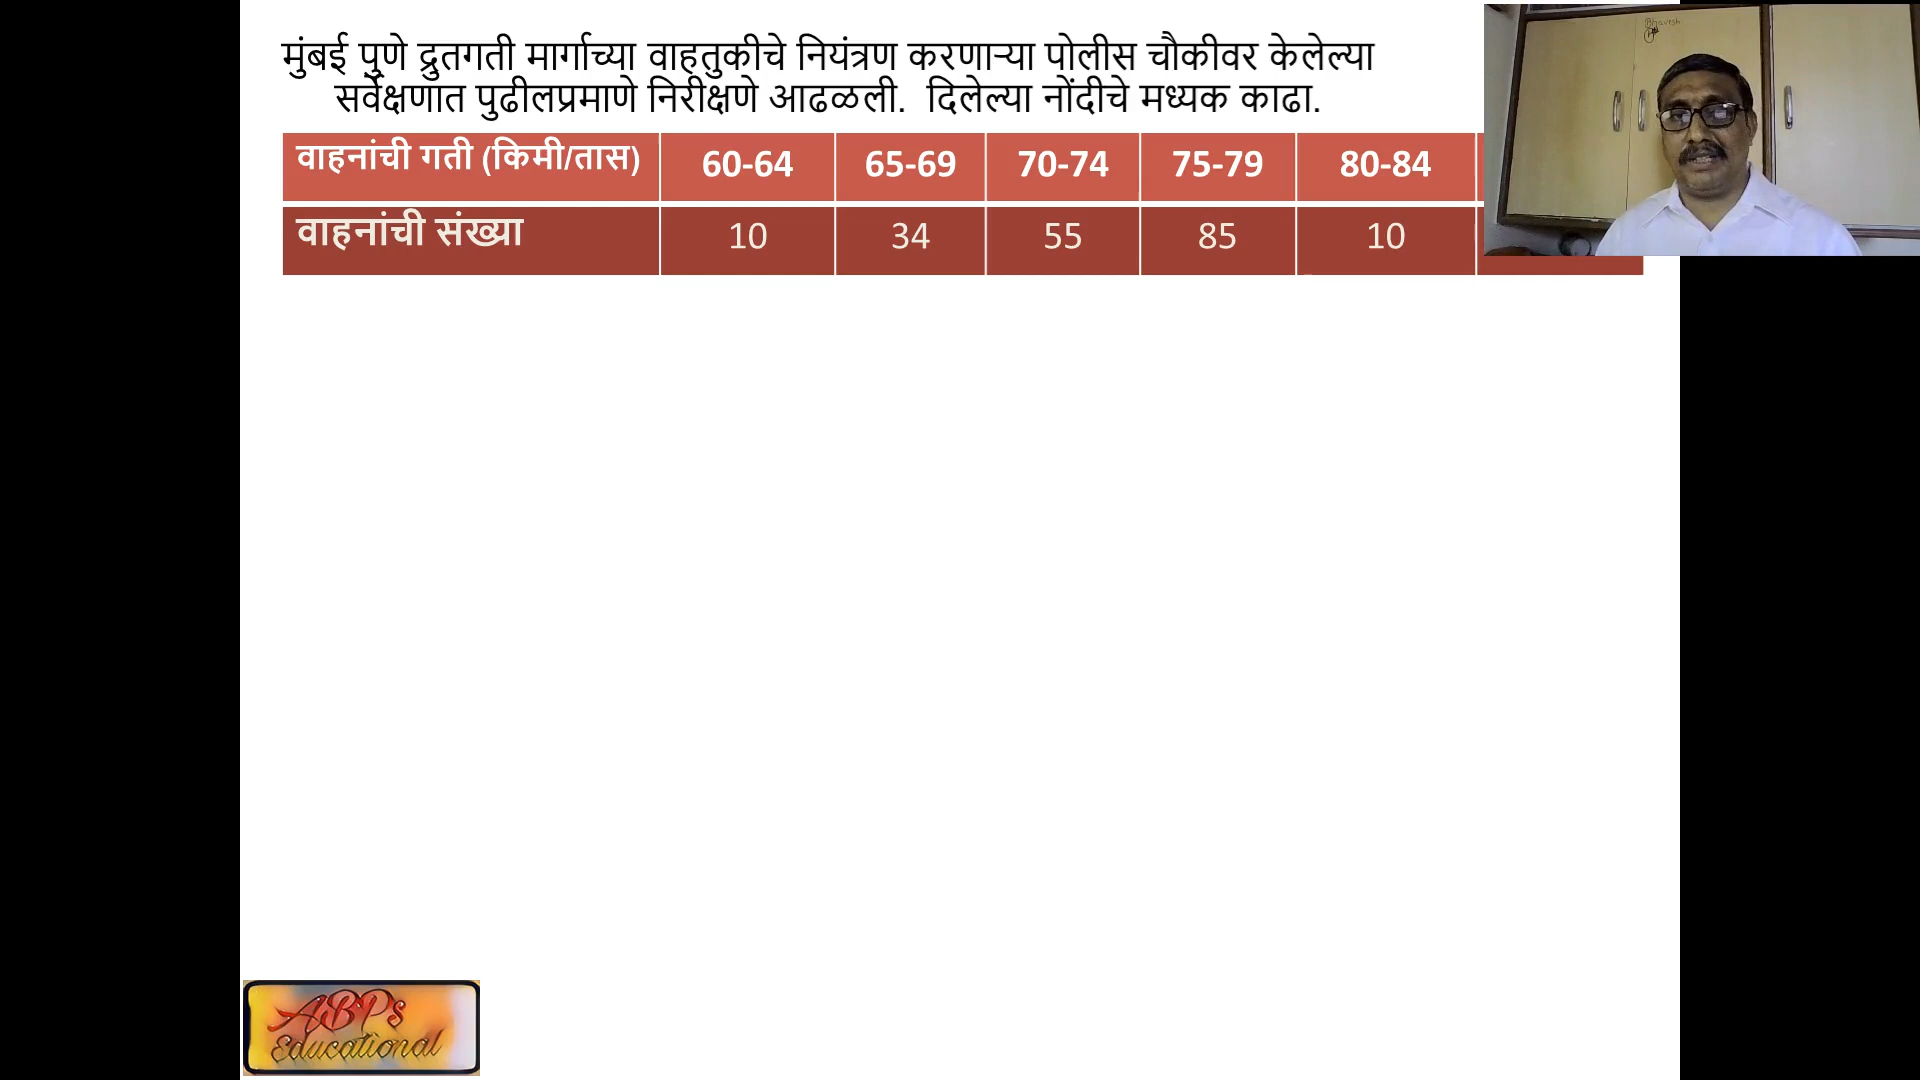 मुंबई पुणे द्रुतगती मार्गाच्या वाहतुकीचे नियंत्रण करणाऱ्या पोलीस चौकीवर केलेल्या
सर्वेक्षणात पुढीलप्रमाणे निरीक्षणे आढळली. दिलेल्या नोंदीचे मध्यक काढा.
वाहनांची गती (किमी/तास) 60-64 65-69 70-74 75-79 80-84
वाहनांची संख्या 10 34 55 85 10
Bhavesh
ABPs
Educational